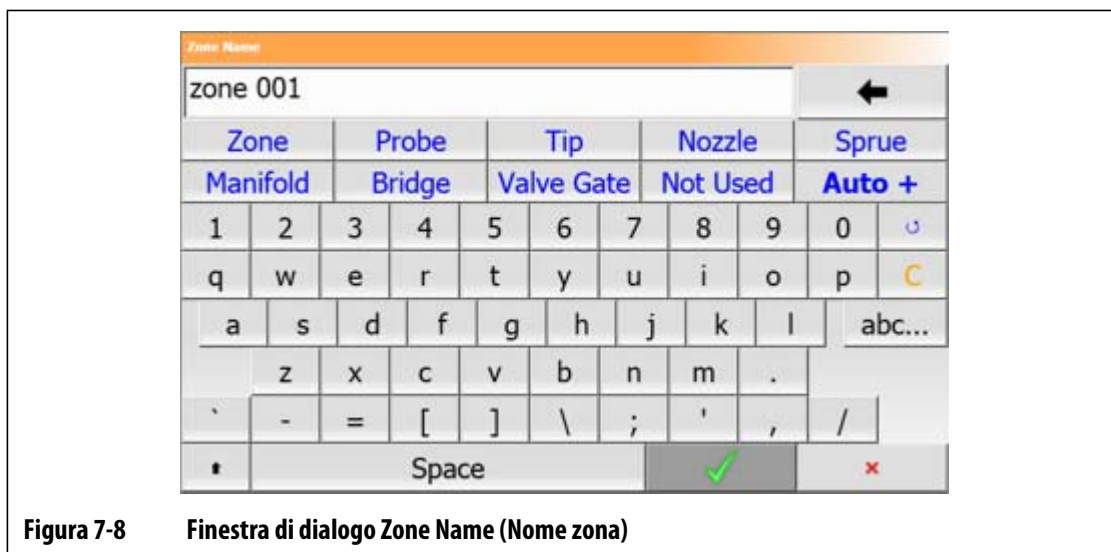 Zone Name
zone 001
Zone Probe Tip Nozzle Sprue
Manifold Bridge Valve Gate Not Used Auto +
1 2 3 4 5 6 7 8 9 0
q w e r t y u i o p C
a s d f g h j k l abc...
z x c v b n m .
` - = [ ] \ ; ' , /
Space
Figura 7-8 Finestra di dialogo Zone Name (Nome zona)